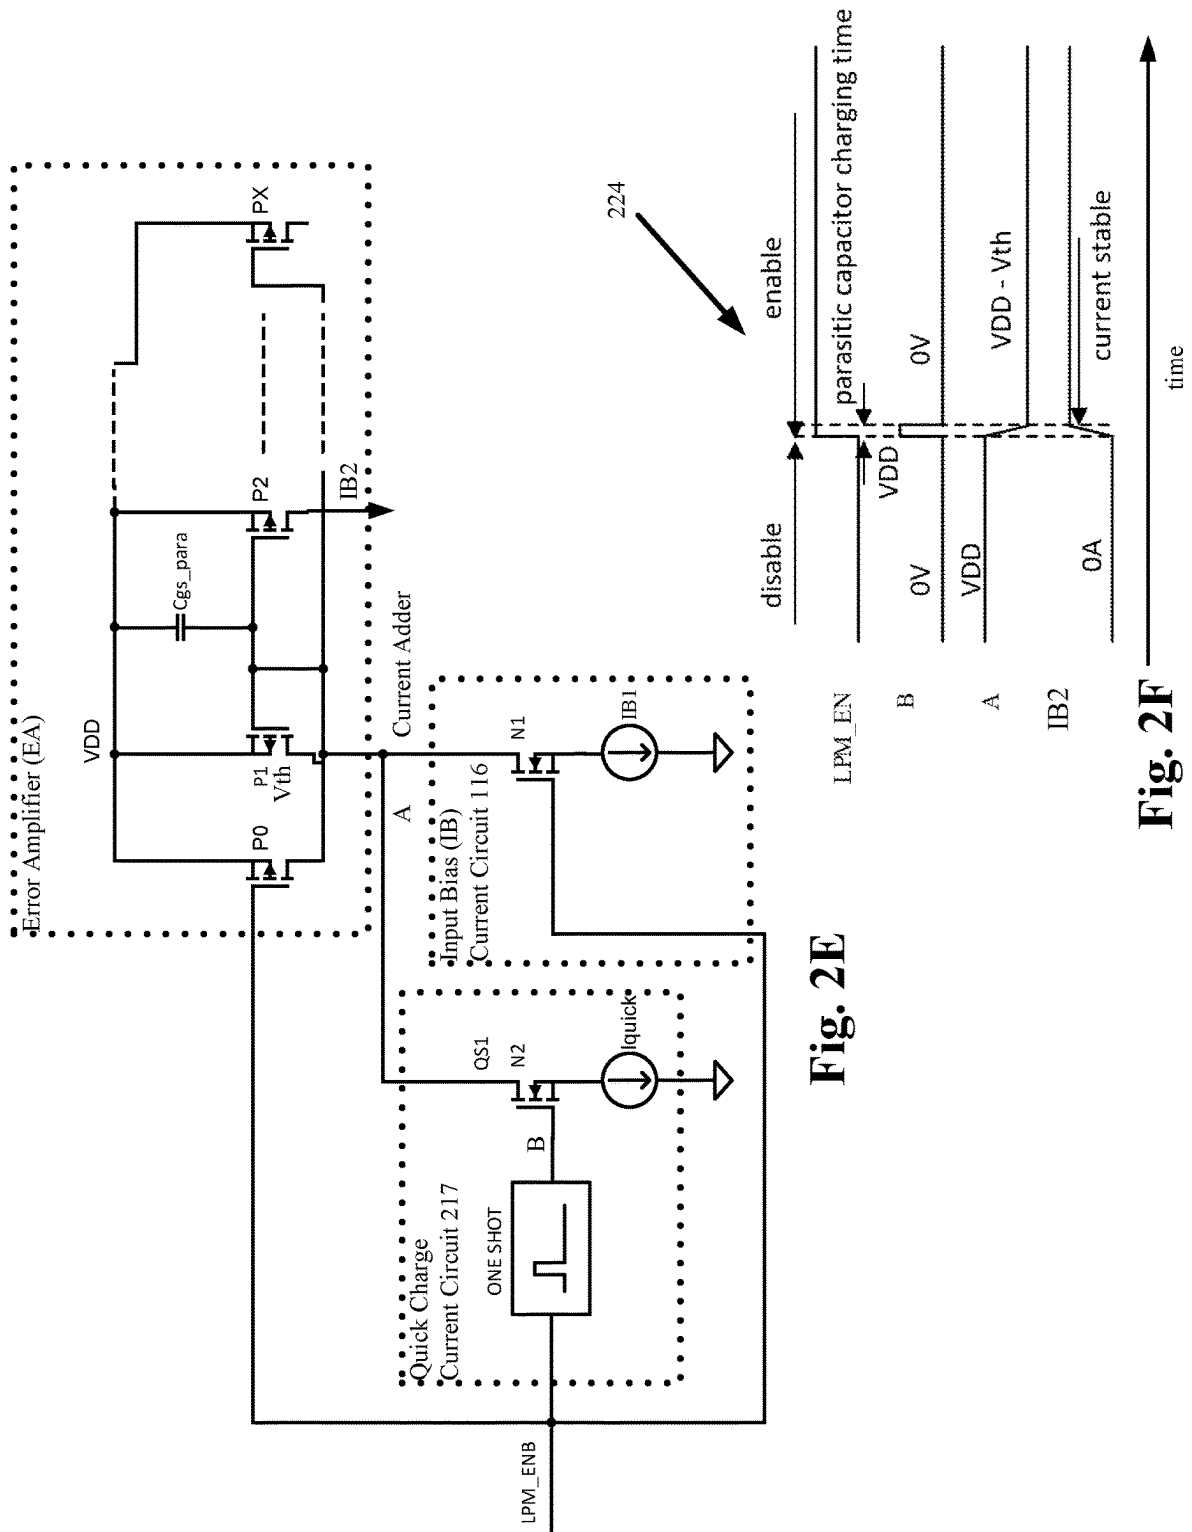 Error Amplifier (EA)
VDD
P0
P1
Vth
Cgs_para
P2
PX
IB2
Current Adder
A
Input Bias (IB)
Current Circuit 116
N1
IB1
Quick Charge
Current Circuit 217
ONE SHOT
B
QS1
N2
Iquick
LPM_ENB
Fig. 2E
224
disable
enable
LPM_EN
parasitic capacitor charging time
B
0V
VDD
0V
A
VDD
VDD - Vth
IB2
0A
current stable
time
Fig. 2F